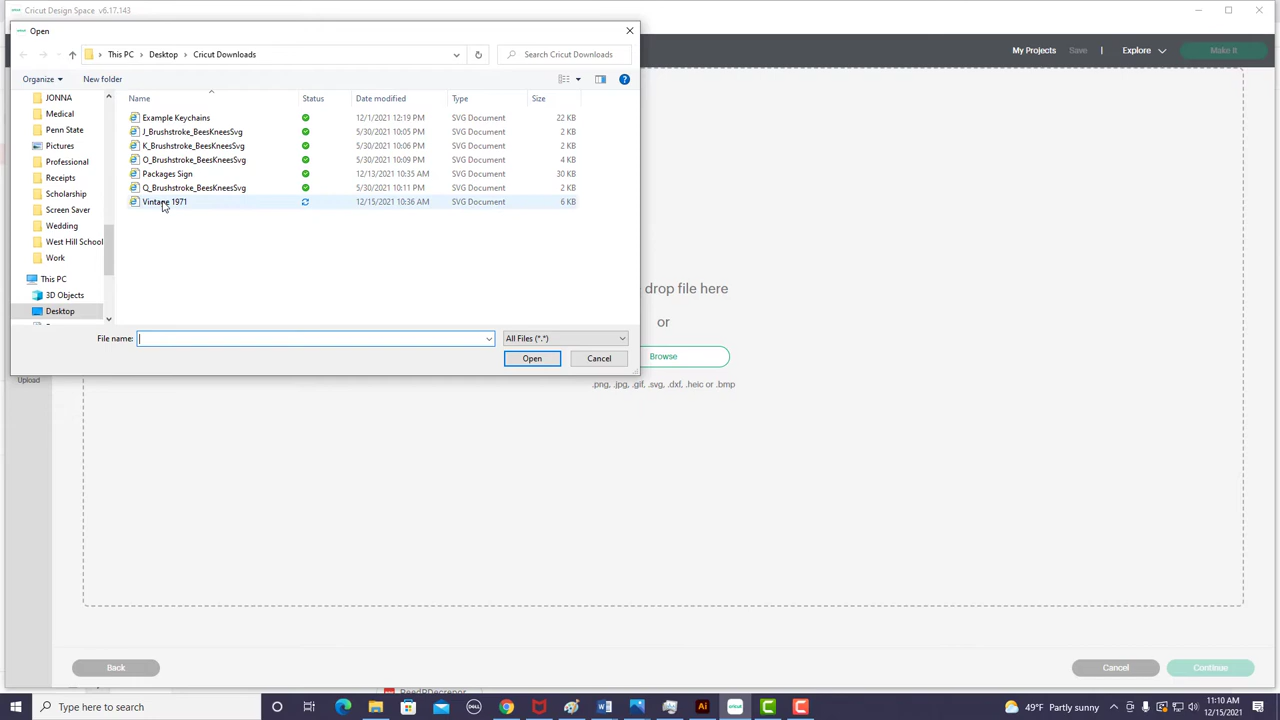 Cricut Design Space v6.17.143
Open
This PC > Desktop > Cricut Downloads
Search Cricut Downloads
My Projects Save | Explore Make It
Organize New folder
Name Status Date modified Type Size
JONNA
Medical
Penn State
Pictures
Professional
Receipts
Scholarship
Screen Saver
Wedding
West Hill School
Work
This PC
3D Objects
Desktop
Example Keychains 12/1/2021 12:19 PM SVG Document 22 KB
J_Brushstroke_BeesKneesSvg 5/30/2021 10:05 PM SVG Document 2 KB
K_Brushstroke_BeesKneesSvg 5/30/2021 10:06 PM SVG Document 2 KB
O_Brushstroke_BeesKneesSvg 5/30/2021 10:09 PM SVG Document 4 KB
Packages Sign 12/13/2021 10:35 AM SVG Document 30 KB
Q_Brushstroke_BeesKneesSvg 5/30/2021 10:11 PM SVG Document 2 KB
Vintage 1971 12/15/2021 10:36 AM SVG Document 6 KB
File name: All Files (*.*)
Open Cancel
Upload
drop file here
or
Browse
.png, .jpg, .gif, .svg, .dxf, .heic or .bmp
Back Cancel Continue
Type here to search
DELL
Ai
cricut
49°F Partly sunny
11:10 AM
12/15/2021